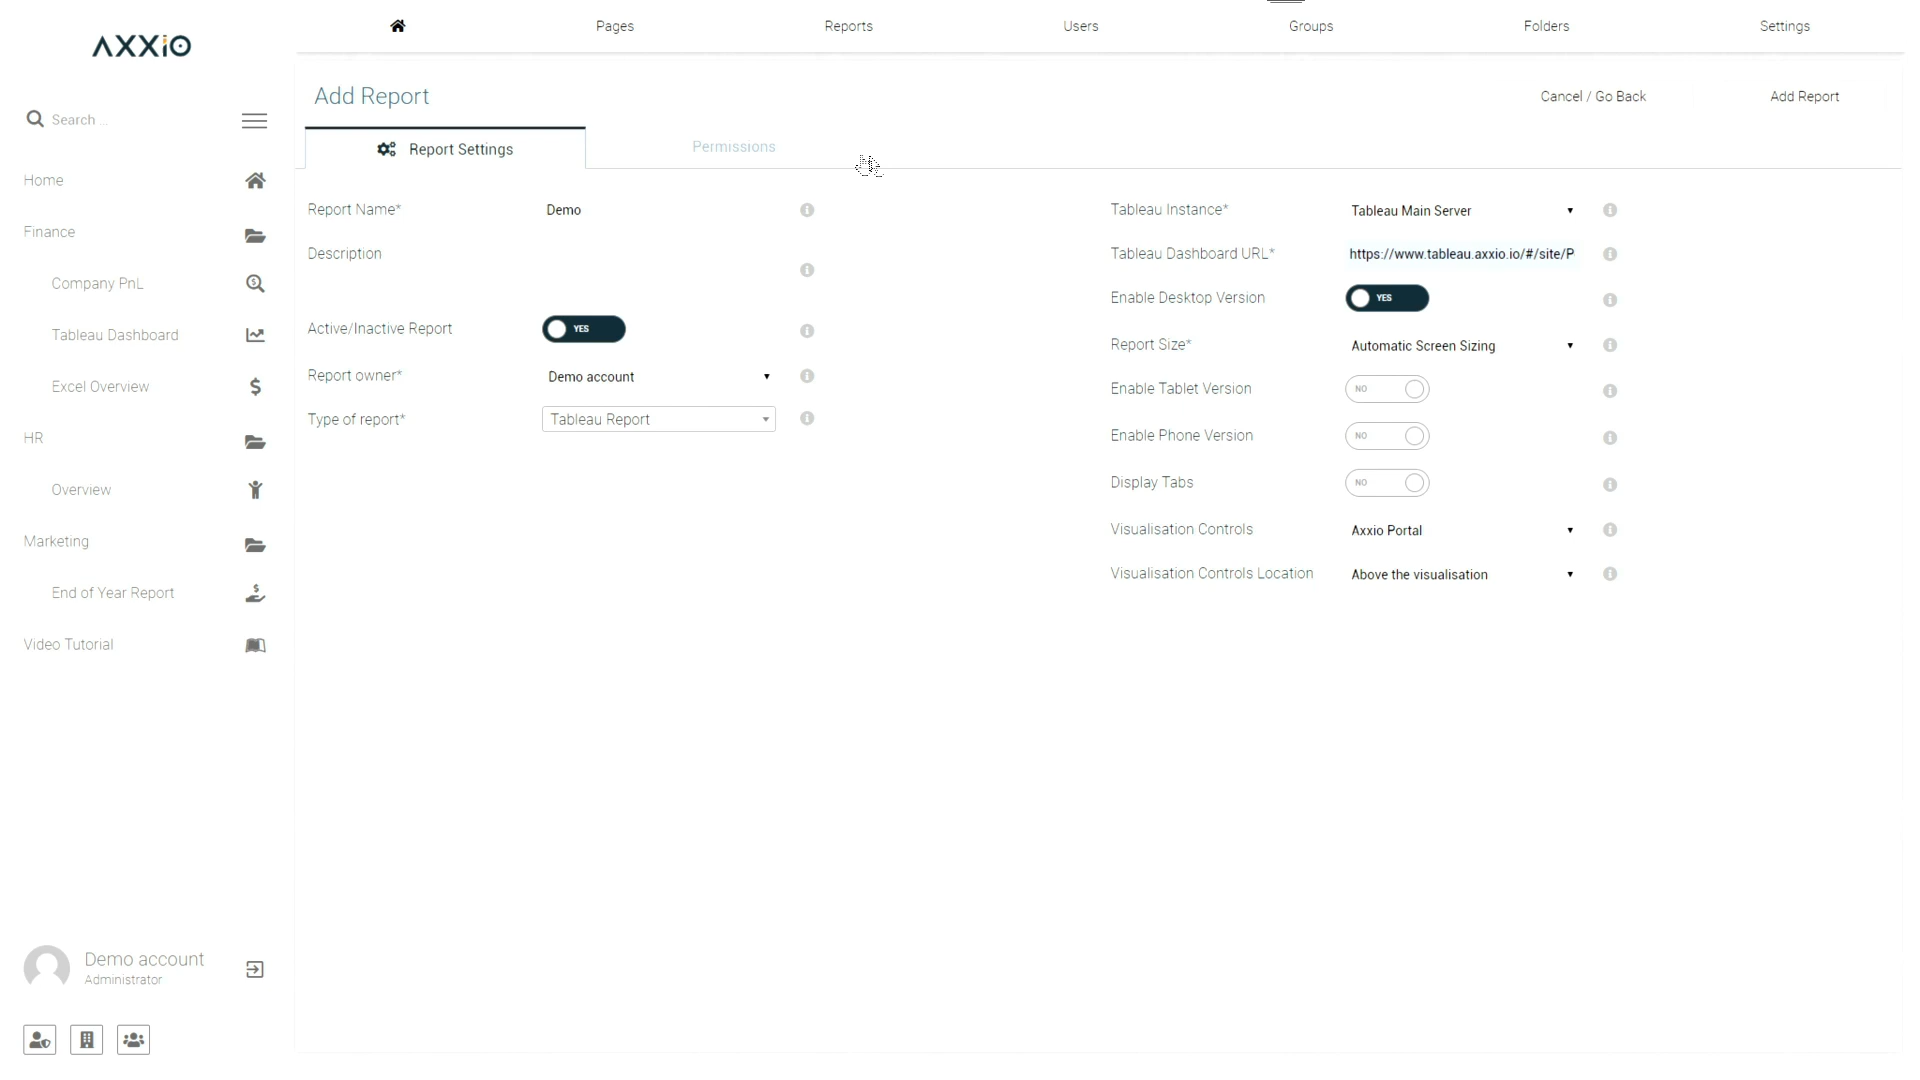 AXXiO
Pages
Reports
Users
Groups
Folders
Settings
Search ...
Home
Finance
Company PnL
Tableau Dashboard
Excel Overview
HR
Overview
Marketing
End of Year Report
Video Tutorial
Demo account
Administrator
Add Report
Cancel / Go Back
Add Report
Report Settings
Permissions
Report Name*
Demo
Description
Active/Inactive Report
YES
Report owner*
Demo account
Type of report*
Tableau Report
Tableau Instance*
Tableau Main Server
Tableau Dashboard URL*
https://www.tableau.axxio.io/#/site/P
Enable Desktop Version
YES
Report Size*
Automatic Screen Sizing
Enable Tablet Version
NO
Enable Phone Version
NO
Display Tabs
NO
Visualisation Controls
Axxio Portal
Visualisation Controls Location
Above the visualisation